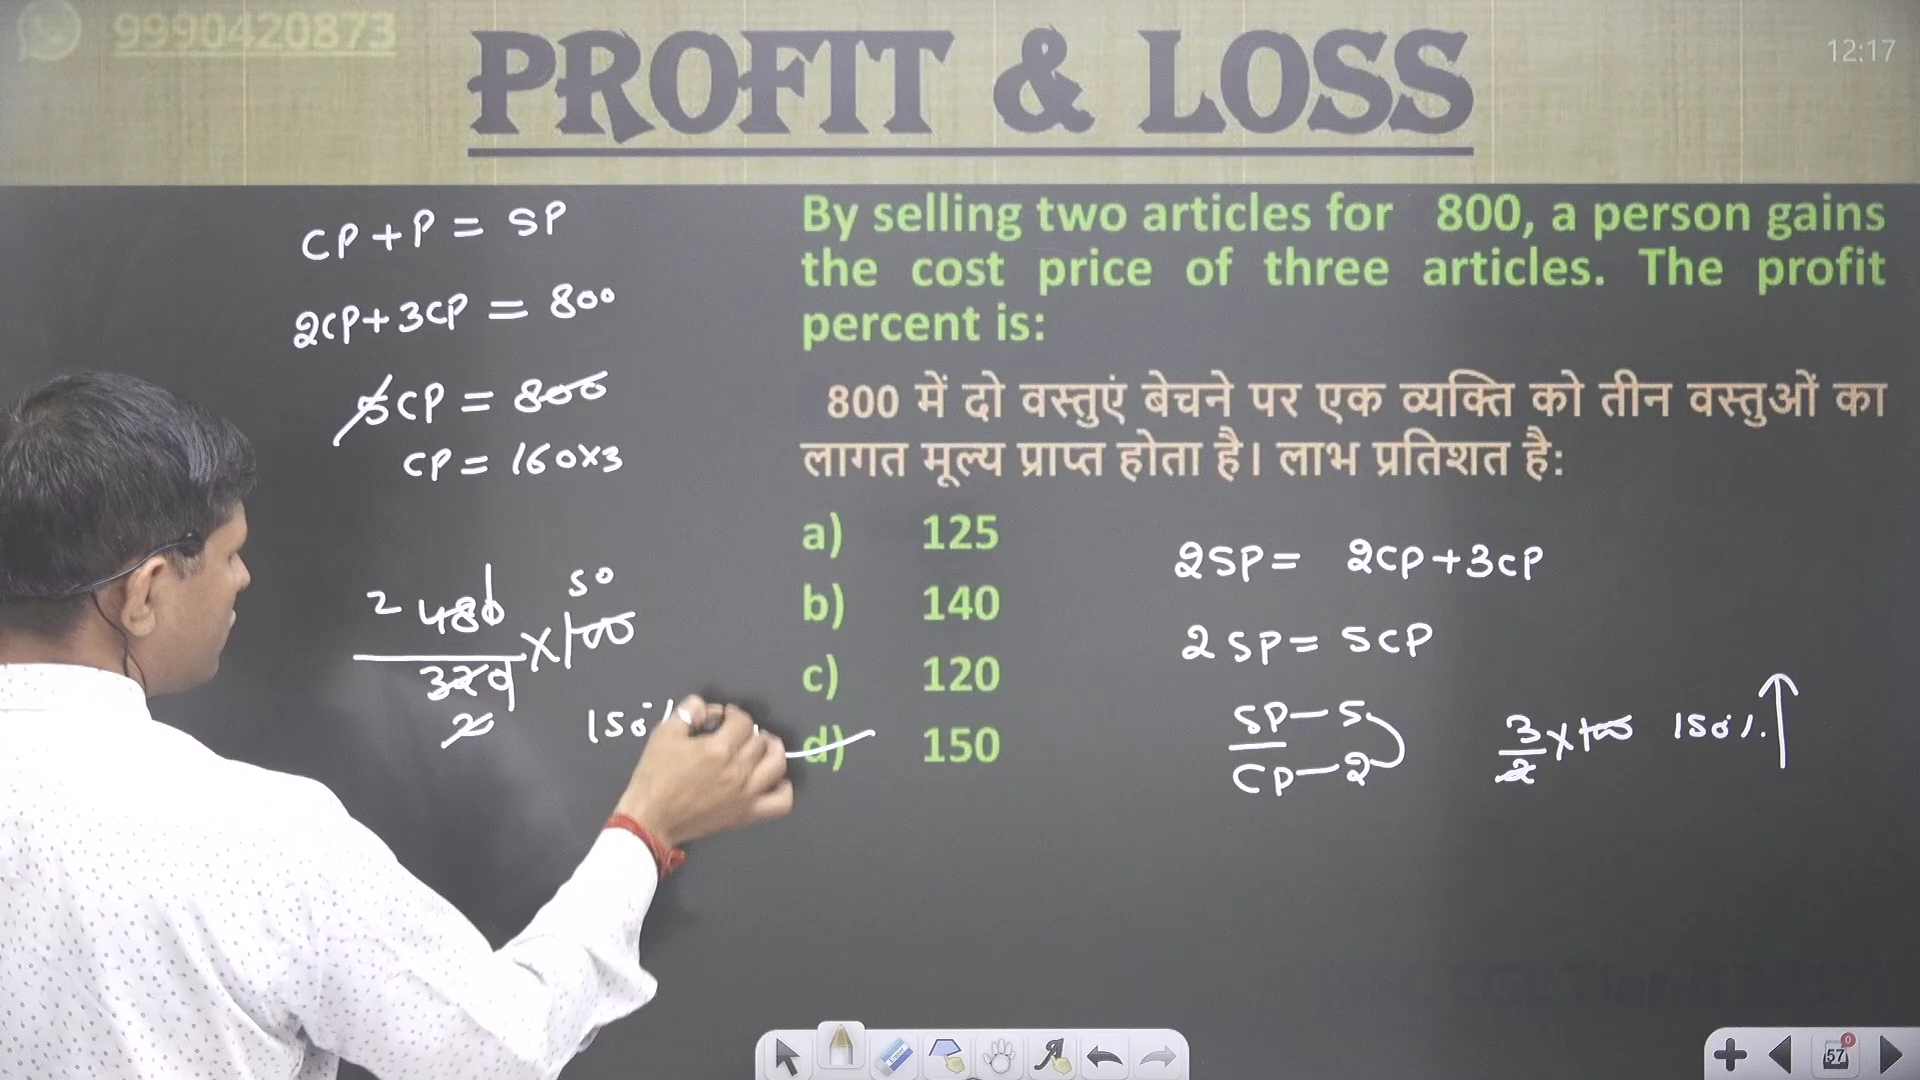 9990420873
PROFIT & LOSS
12:17
CP + P = SP
2CP + 3CP = 800
5CP = 800
CP = 160 x 3
2 480
320
2
x 100
50
150%
By selling two articles for 800, a person gains
the cost price of three articles. The profit
percent is:
800 में दो वस्तुएं बेचने पर एक व्यक्ति को तीन वस्तुओं का
लागत मूल्य प्राप्त होता है। लाभ प्रतिशत है:
a) 125
b) 140
c) 120
d) 150
2SP = 2CP + 3CP
2SP = 5CP
SP — 5
CP — 2
3
2
x 100 150%
57
0